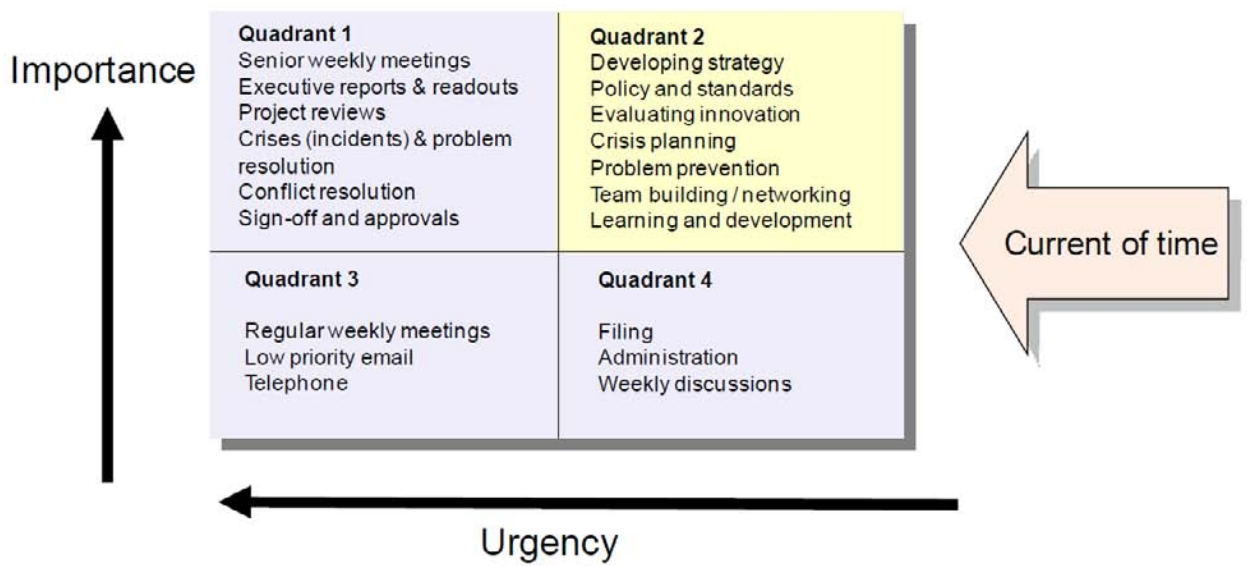 Importance
Quadrant 1
Senior weekly meetings
Executive reports & readouts
Project reviews
Crises (incidents) & problem
resolution
Conflict resolution
Sign-off and approvals
Quadrant 2
Developing strategy
Policy and standards
Evaluating innovation
Crisis planning
Problem prevention
Team building / networking
Learning and development
Quadrant 3
Regular weekly meetings
Low priority email
Telephone
Quadrant 4
Filing
Administration
Weekly discussions
Current of time
Urgency